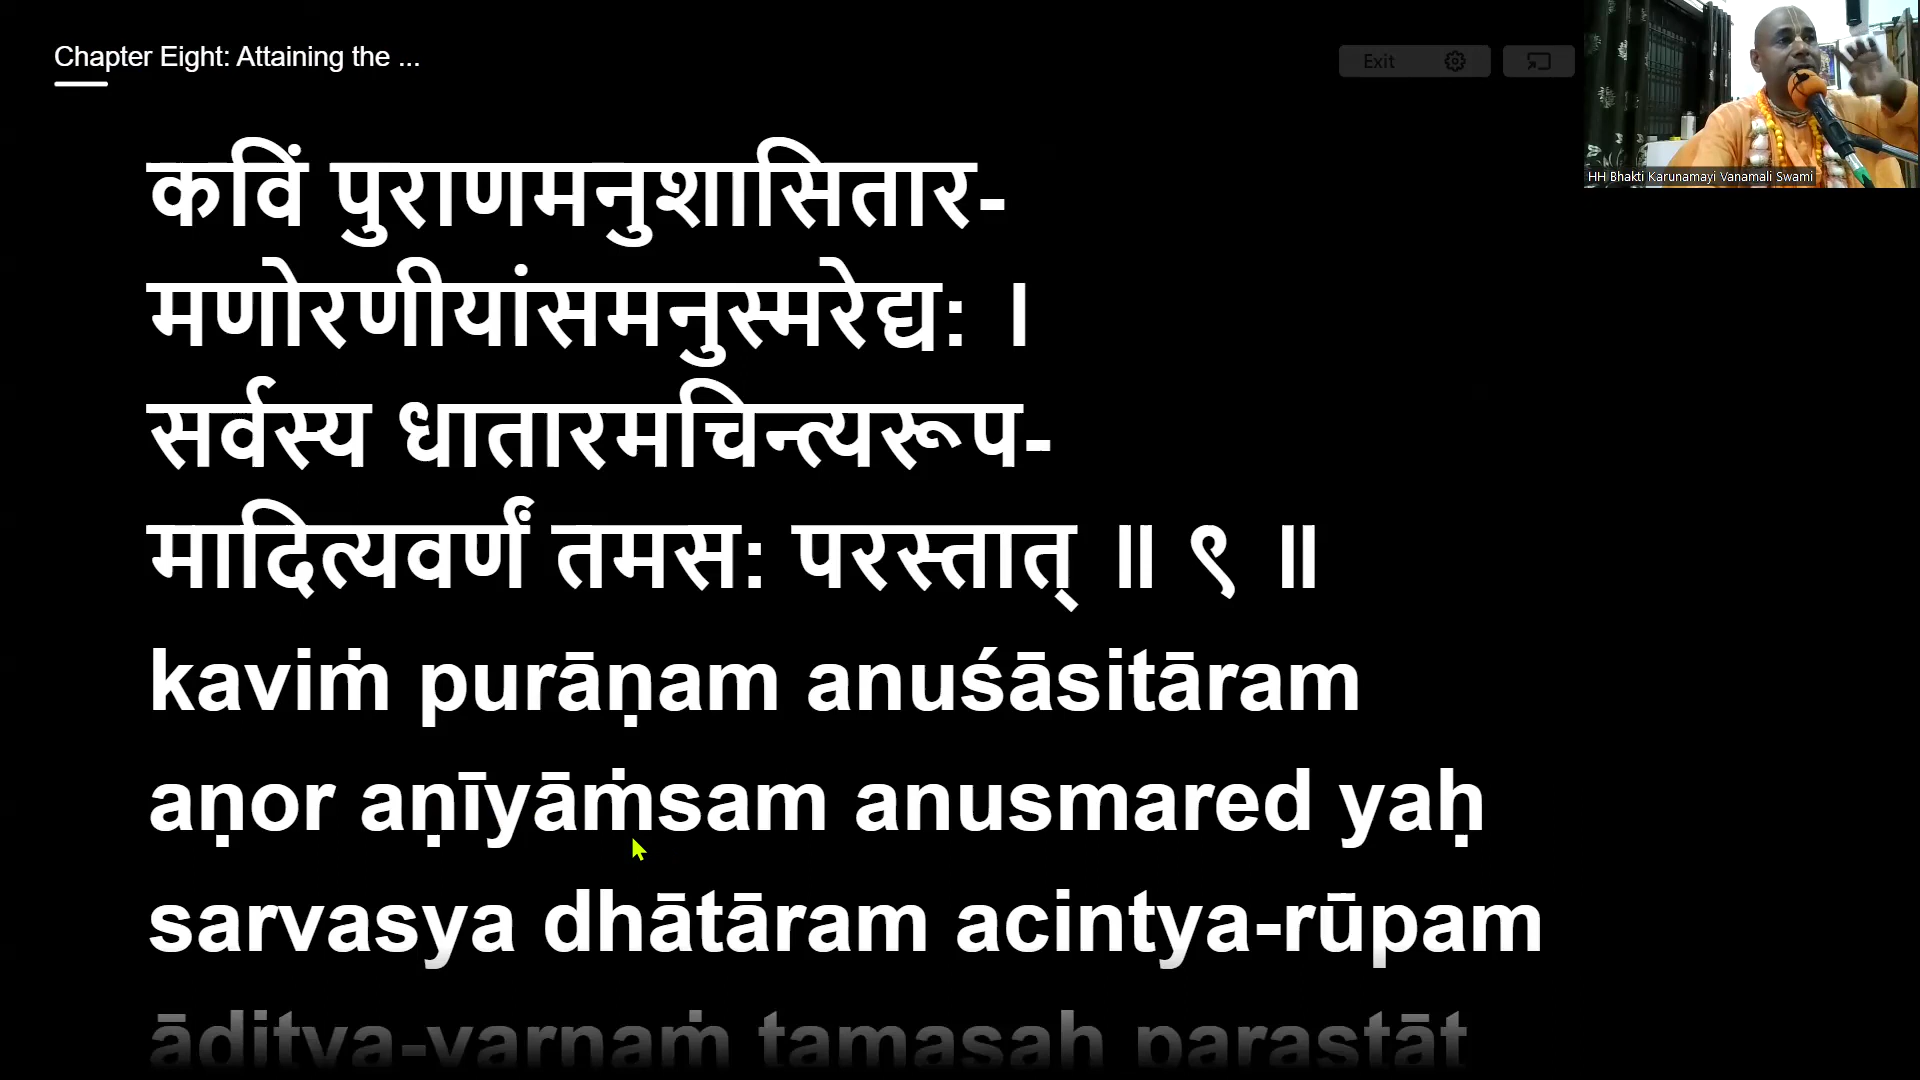 Chapter Eight: Attaining the ...
Exit
HH Bhakti Karunamayi Vanamali Swami
कविं पुराणमनुशासितार-
मणोरणीयांसमनुस्मरेद्यः ।
सर्वस्य धातारमचिन्त्यरूप-
मादित्यवर्णं तमसः परस्तात् ॥ ९ ॥
kaviṁ purāṇam anuśāsitāram
aṇor aṇīyāṁsam anusmared yaḥ
sarvasya dhātāram acintya-rūpam
āditya-varṇaṁ tamasaḥ parastāt